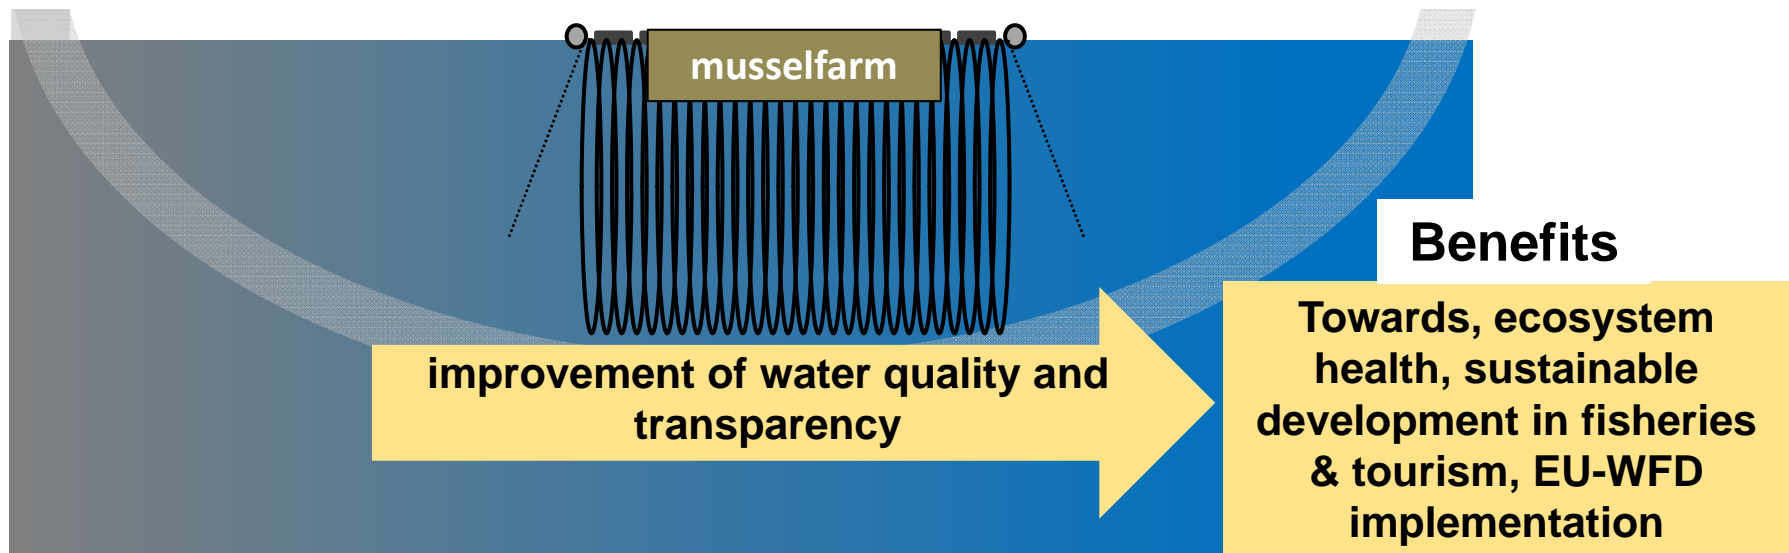 musselfarm
Benefits
improvement of water quality and
transparency
Towards, ecosystem
health, sustainable
development in fisheries
& tourism, EU-WFD
implementation